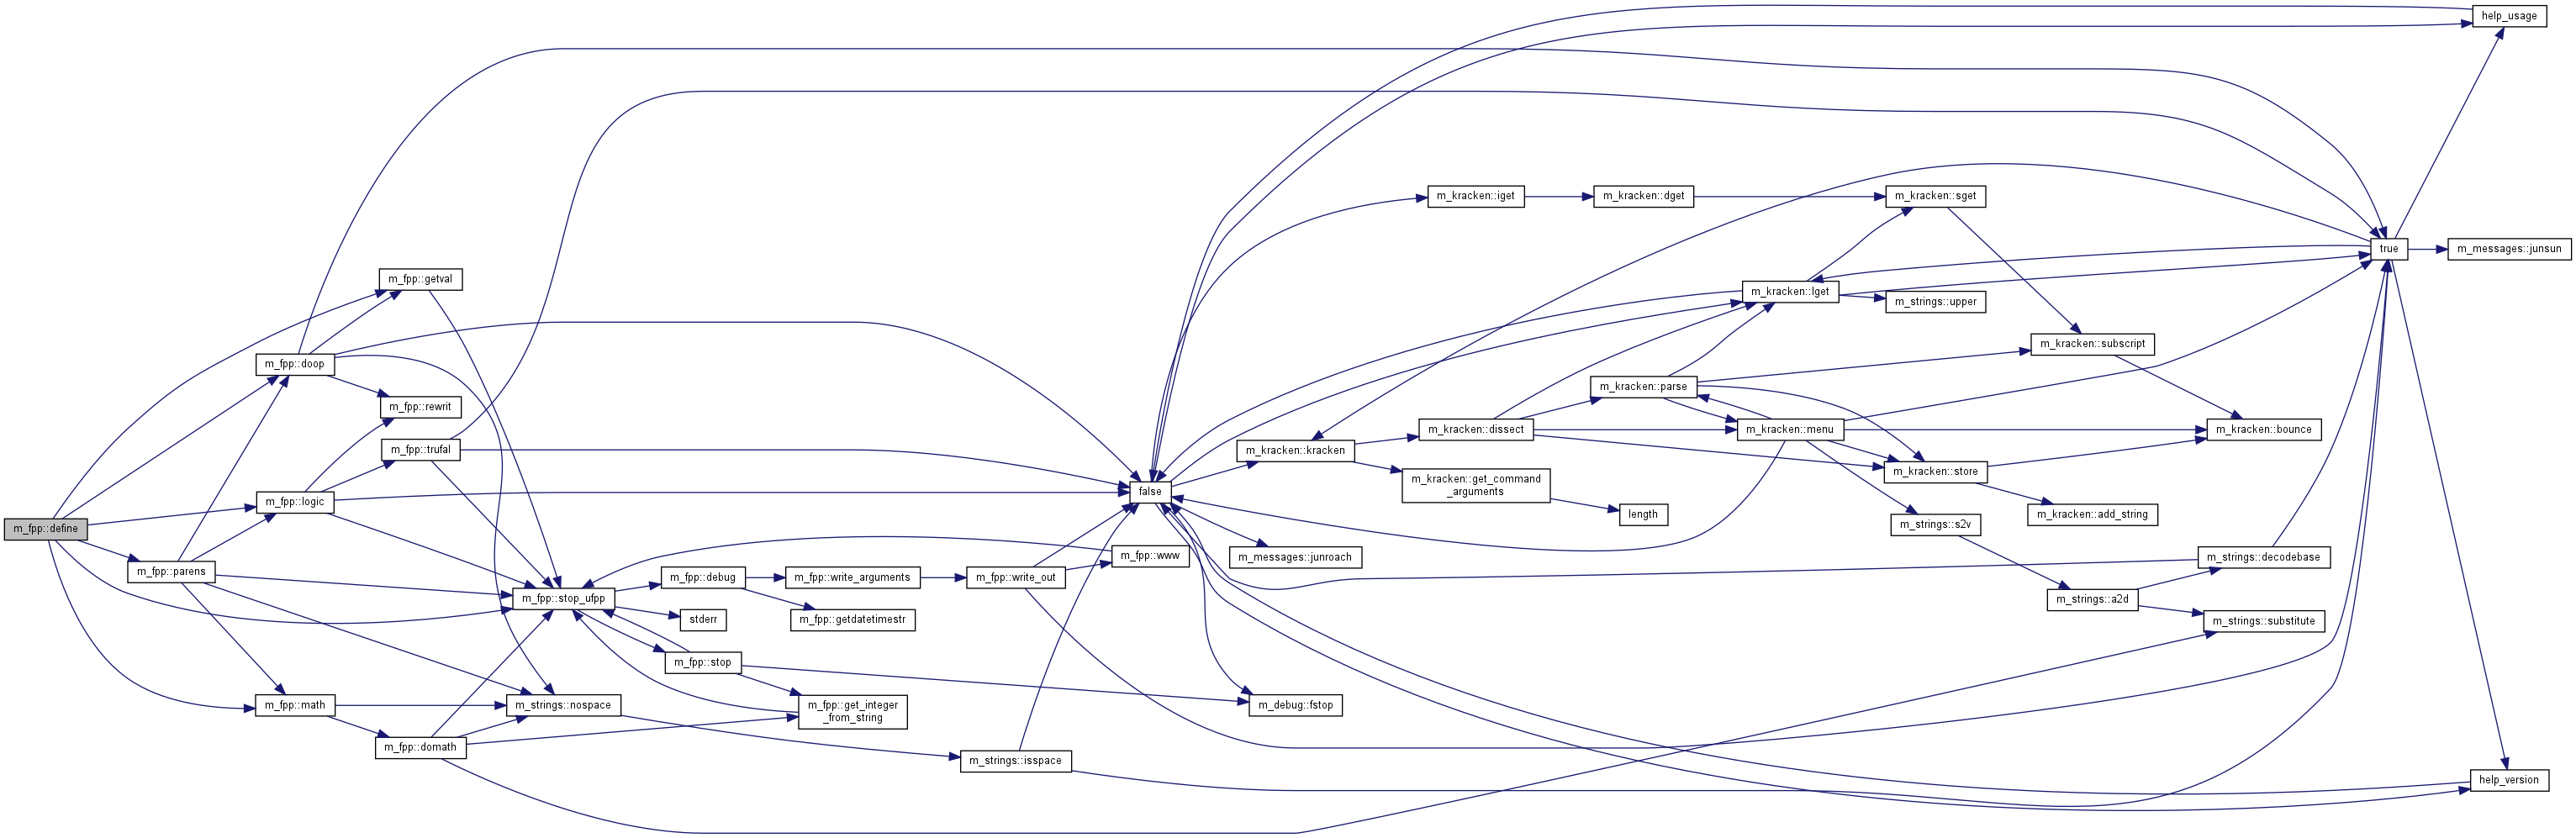 help_usage
m_kracken::iget
m_kracken::dget
m_kracken::sget
true
m_messages::junsun
m_fpp::getval
m_kracken::lget
m_strings::upper
m_kracken::subscript
m_fpp::doop
m_kracken::parse
m_fpp::rewrit
m_kracken::dissect
m_kracken::menu
m_kracken::bounce
m_fpp::trufal
m_kracken::kracken
m_kracken::store
m_kracken::get_command
_arguments
false
m_fpp::logic
length
m_kracken::add_string
m_fpp::define
m_strings::s2v
m_fpp::www
m_messages::junroach
m_strings::decodebase
m_fpp::parens
m_fpp::debug
m_fpp::write_arguments
m_fpp::write_out
m_fpp::stop_ufpp
m_strings::a2d
stderr
m_fpp::getdatetimestr
m_strings::substitute
m_fpp::stop
m_fpp::math
m_strings::nospace
m_fpp::get_integer
_from_string
m_debug::fstop
m_fpp::domath
m_strings::isspace
help_version